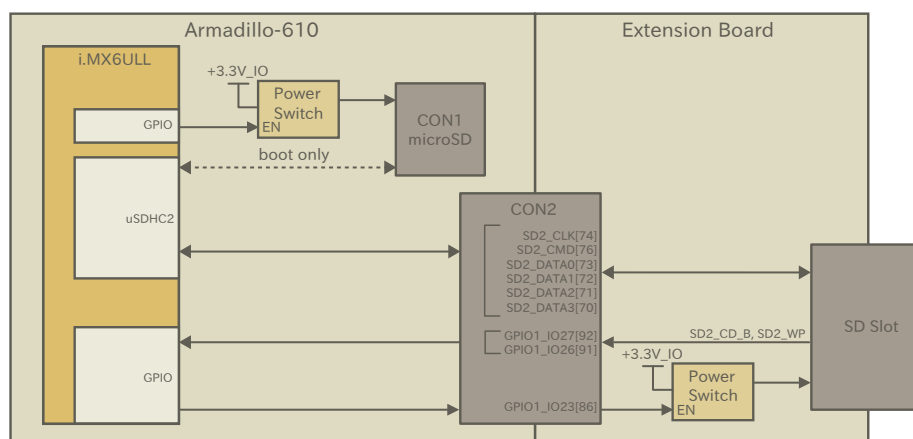 Armadillo-610
Extension Board
i.MX6ULL
+3.3V_IO
Power
Switch
EN
GPIO
CON1
microSD
boot only
uSDHC2
CON2
SD2_CLK[74]
SD2_CMD[76]
SD2_DATA0[73]
SD2_DATA1[72]
SD2_DATA2[71]
SD2_DATA3[70]
GPIO1_IO27[92]
GPIO1_IO26[91]
SD2_CD_B, SD2_WP
SD Slot
+3.3V_IO
Power
Switch
EN
GPIO
GPIO1_IO23[86]